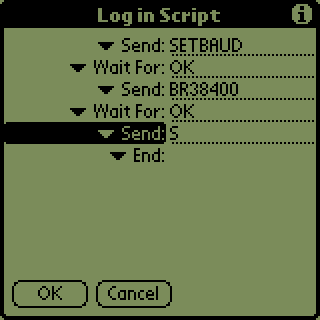 Log in Script
Send: SETBAUD
Wait For: OK
Send: BR38400
Wait For: OK
Send: S
End:
OK Cancel